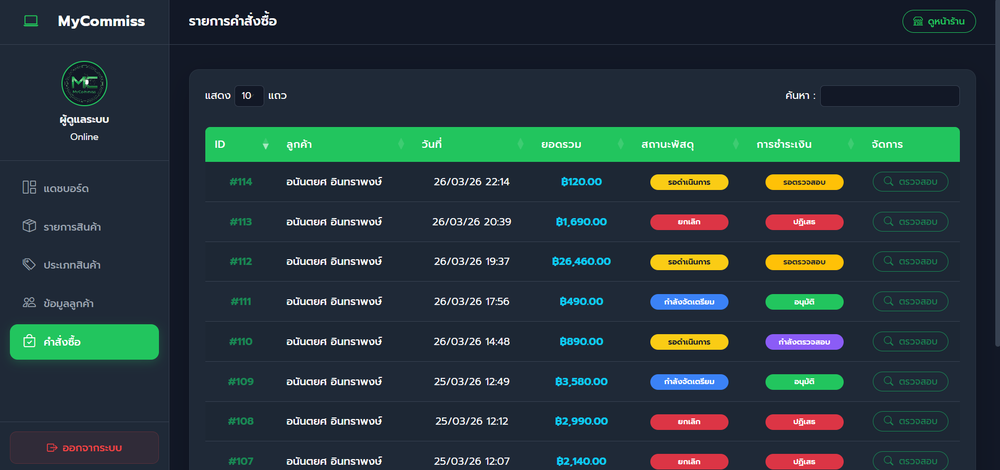 MyCommiss
รายการคำสั่งซื้อ
ดูหน้าร้าน
MC
MyCommiss
ผู้ดูแลระบบ
Online
แดชบอร์ด
รายการสินค้า
ประเภทสินค้า
ข้อมูลลูกค้า
คำสั่งซื้อ
ออกจากระบบ
แสดง 10 แถว
ค้นหา :
ID ลูกค้า วันที่ ยอดรวม สถานะพัสดุ การชำระเงิน จัดการ
#114 อนันตยศ อินทราพงษ์ 26/03/26 22:14 ฿120.00 รอดำเนินการ รอตรวจสอบ ตรวจสอบ
#113 อนันตยศ อินทราพงษ์ 26/03/26 20:39 ฿1,690.00 ยกเลิก ปฏิเสธ ตรวจสอบ
#112 อนันตยศ อินทราพงษ์ 26/03/26 19:37 ฿26,460.00 รอดำเนินการ รอตรวจสอบ ตรวจสอบ
#111 อนันตยศ อินทราพงษ์ 26/03/26 17:56 ฿490.00 กำลังจัดเตรียม อนุมัติ ตรวจสอบ
#110 อนันตยศ อินทราพงษ์ 26/03/26 14:48 ฿890.00 รอดำเนินการ กำลังตรวจสอบ ตรวจสอบ
#109 อนันตยศ อินทราพงษ์ 25/03/26 12:49 ฿3,580.00 กำลังจัดเตรียม อนุมัติ ตรวจสอบ
#108 อนันตยศ อินทราพงษ์ 25/03/26 12:12 ฿2,990.00 ยกเลิก ปฏิเสธ ตรวจสอบ
#107 อนันตยศ อินทราพงษ์ 25/03/26 12:07 ฿2,140.00 ยกเลิก ปฏิเสธ ตรวจสอบ